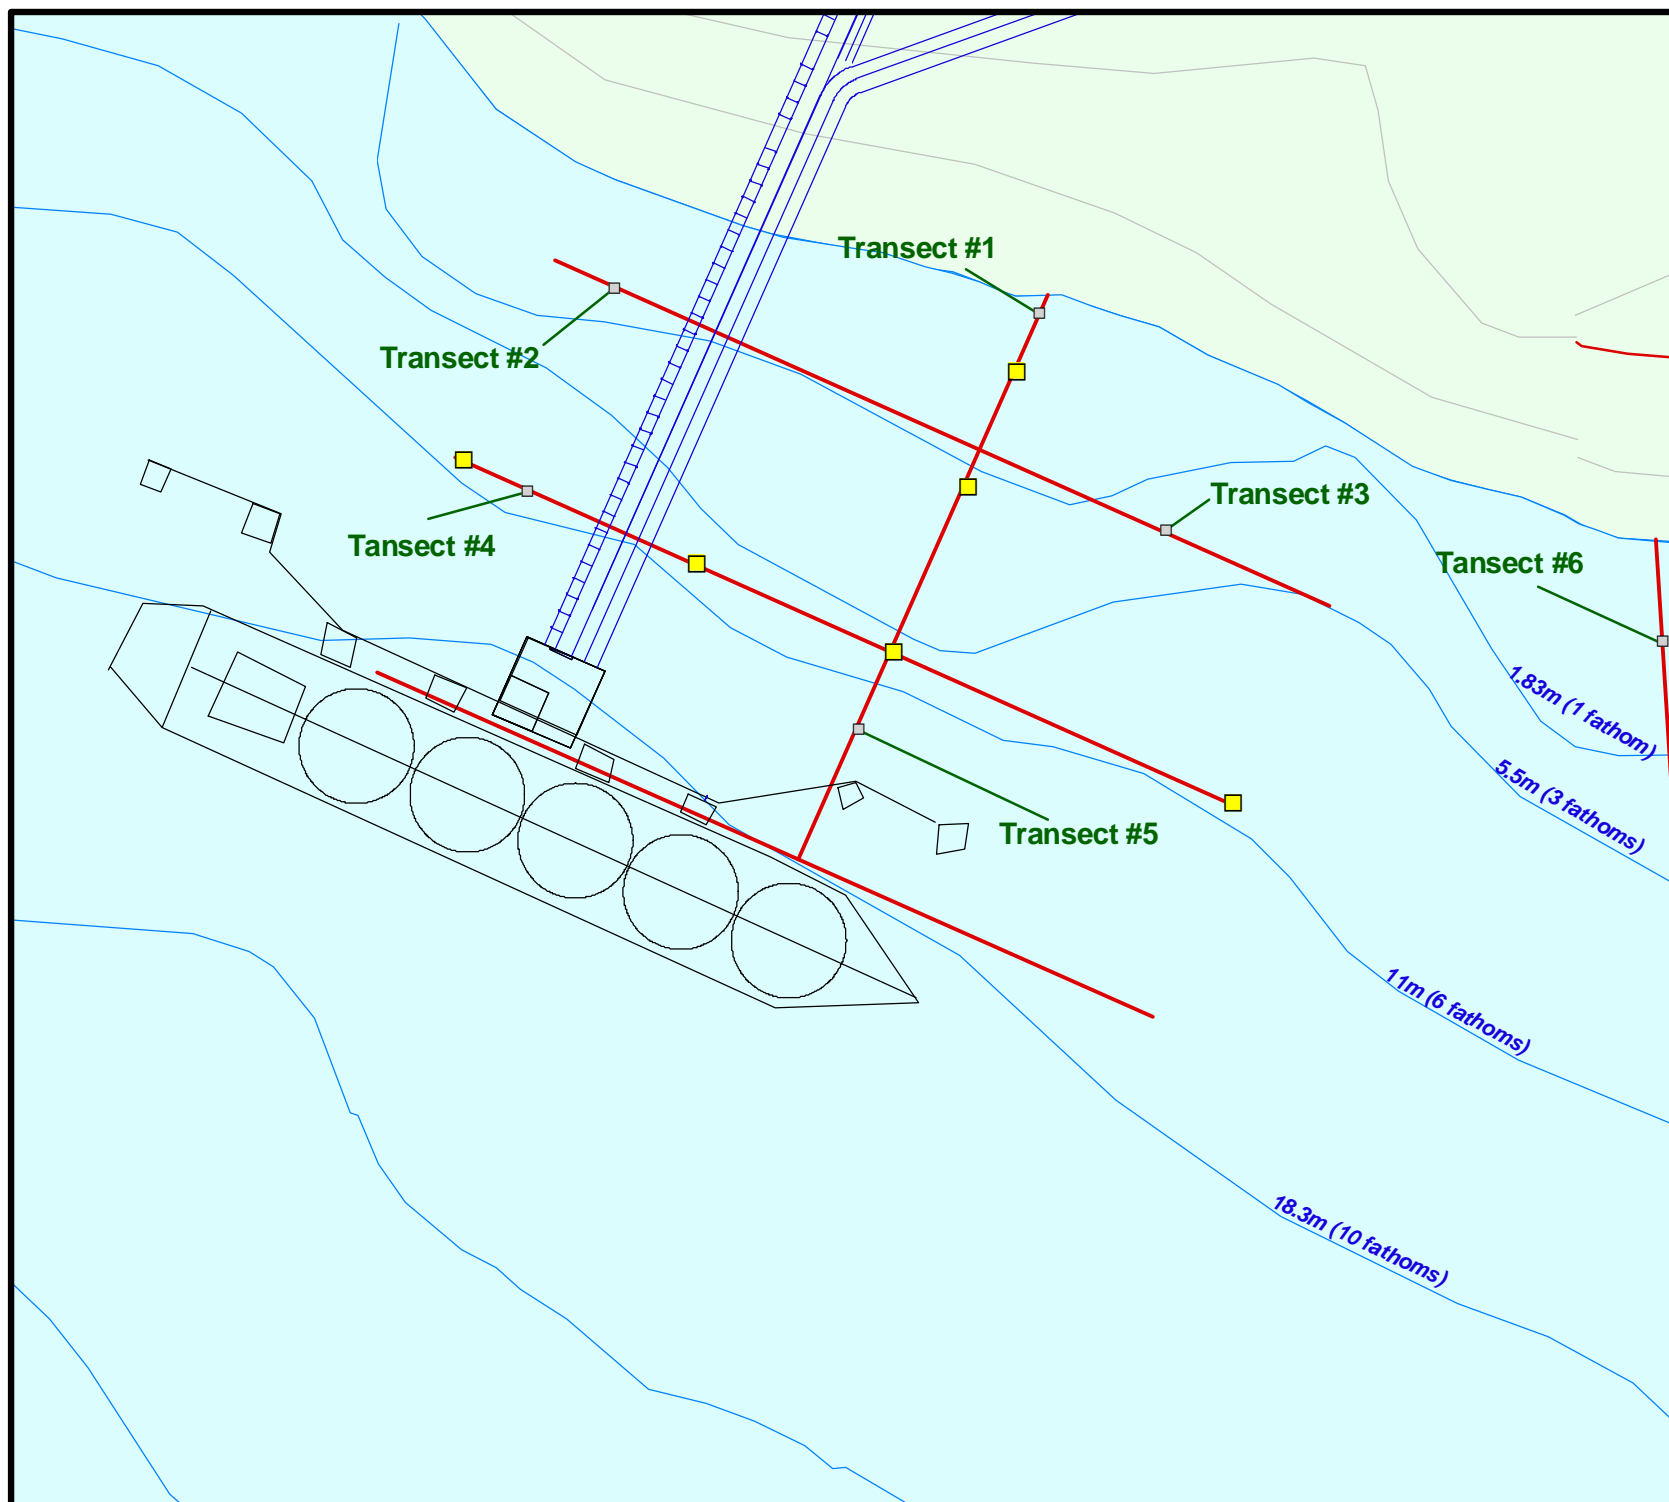 Transect #1
Transect #2
Transect #3
Tansect #4
Tansect #6
1.83m (1 fathom)
5.5m (3 fathoms)
Transect #5
11m (6 fathoms)
18.3m (10 fathoms)